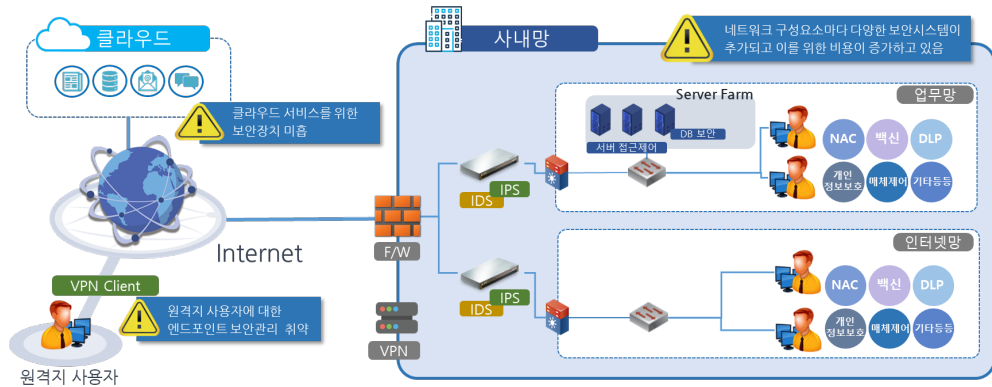 클라우드
클라우드 서비스를 위한
보안장치 미흡
Internet
VPN Client
원격지 사용자에 대한
엔드포인트 보안관리 취약
원격지 사용자
사내망
네트워크 구성요소마다 다양한 보안시스템이
추가되고 이를 위한 비용이 증가하고 있음
F/W
VPN
IPS
IDS
IPS
IDS
업무망
Server Farm
DB 보안
서버 접근제어
NAC
백신
DLP
개인
정보보호
매체제어
기타등등
인터넷망
NAC
백신
DLP
개인
정보보호
매체제어
기타등등